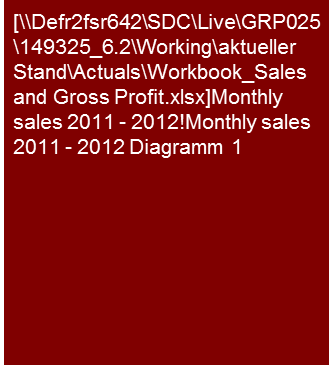 [\\Defr2fsr642\SDC\Live\GRP025
\149325_6.2\Working\aktueller
Stand\Actuals\Workbook_Sales
and Gross Profit.xlsx]Monthly
sales 2011 - 2012!Monthly sales
2011 - 2012 Diagramm  1